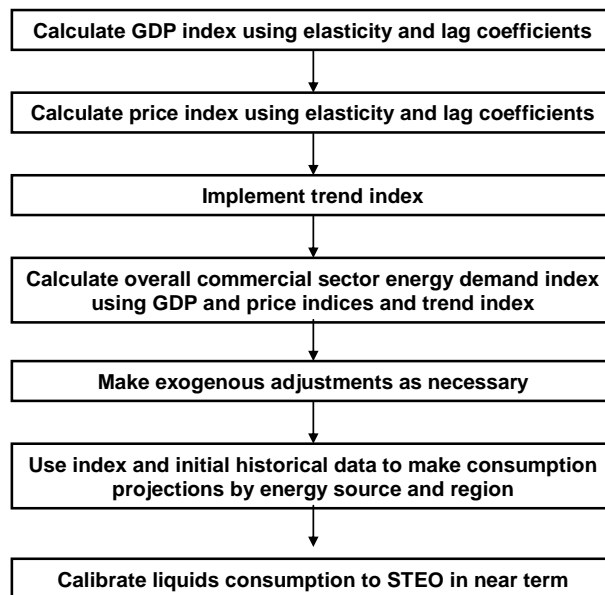 Calculate GDP index using elasticity and lag coefficients
Calculate price index using elasticity and lag coefficients
Implement trend index
Calculate overall commercial sector energy demand index
using GDP and price indices and trend index
Make exogenous adjustments as necessary
Use index and initial historical data to make consumption
projections by energy source and region
Calibrate liquids consumption to STEO in near term